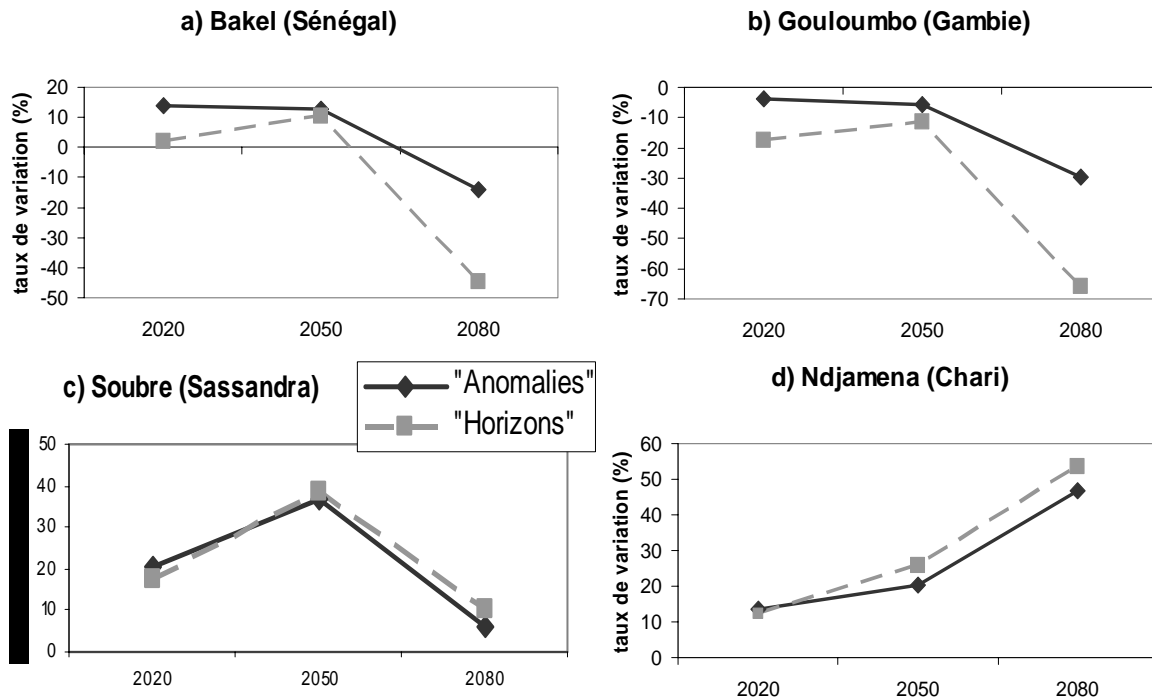 a) Bakel (Sénégal)
taux de variation (%)
20
10
0
-10
-20
-30
-40
-50
2020 2050 2080
b) Gouloumbo (Gambie)
taux de variation (%)
0
-10
-20
-30
-40
-50
-60
-70
2020 2050 2080
c) Soubre (Sassandra)
"Anomalies"
"Horizons"
50
40
30
20
10
0
2020 2050 2080
d) Ndjamena (Chari)
taux de variation (%)
60
50
40
30
20
10
0
2020 2050 2080